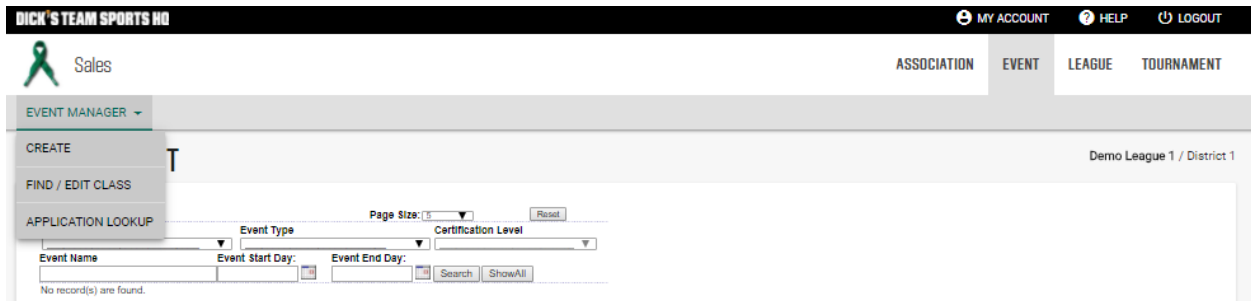 DICK'S TEAM SPORTS HQ MY ACCOUNT HELP LOGOUT
Sales ASSOCIATION EVENT LEAGUE TOURNAMENT
EVENT MANAGER
CREATE
T Demo League 1 / District 1
FIND / EDIT CLASS
Page Size: 5 Reset
APPLICATION LOOKUP
Event Type Certification Level
Event Name Event Start Day: Event End Day:
Search ShowAll
No record(s) are found.